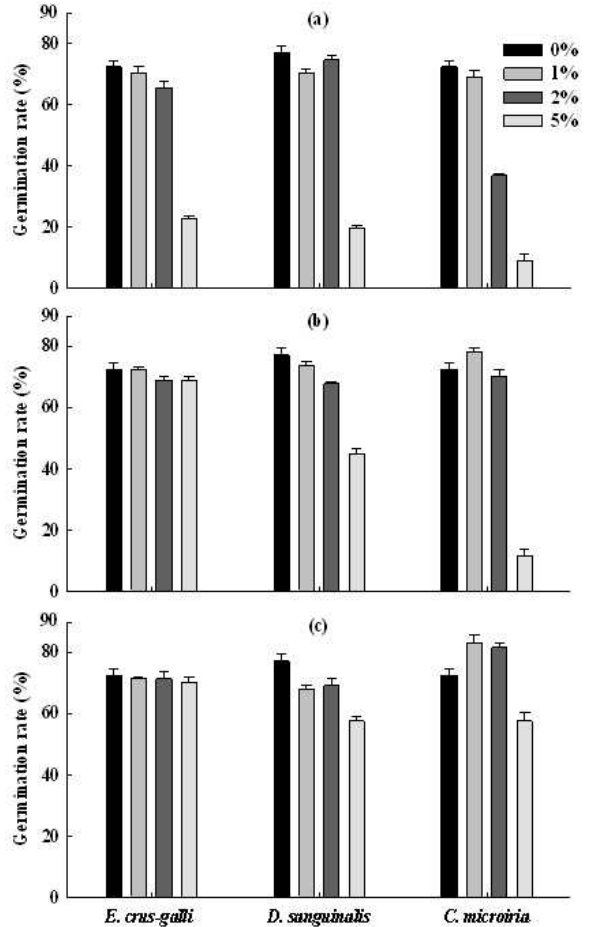 (a)
Germination rate (%)
90
80
60
40
20
0
0%
1%
2%
5%
(b)
Germination rate (%)
90
80
60
40
20
0
(c)
Germination rate (%)
90
80
60
40
20
0
E. crus-galli
D. sanguinalis
C. microiria